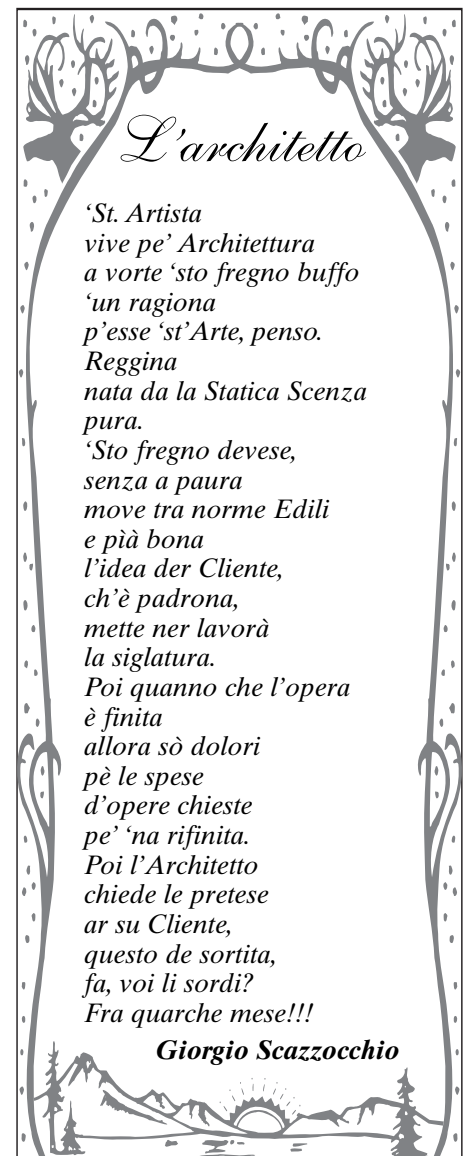 L'architetto
‘St. Artista
vive pe’ Architettura
a vorte ‘sto fregno buffo
‘un ragiona
p’esse ‘st’Arte, penso.
Reggina
nata da la Statica Scenza
pura.
‘Sto fregno devese,
senza a paura
move tra norme Edili
e pìà bona
l’idea der Cliente,
ch’è padrona,
mette ner lavorà
la siglatura.
Poi quanno che l’opera
è finita
allora sò dolori
pè le spese
d’opere chieste
pe’ ‘na rifinita.
Poi l’Architetto
chiede le pretese
ar su Cliente,
questo de sortita,
fa, voi li sordi?
Fra quarche mese!!!
Giorgio Scazzocchio